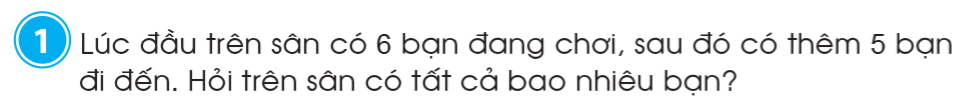 1 Lúc đầu trên sân có 6 bạn đang chơi, sau đó có thêm 5 bạn
đi đến. Hỏi trên sân có tất cả bao nhiêu bạn?